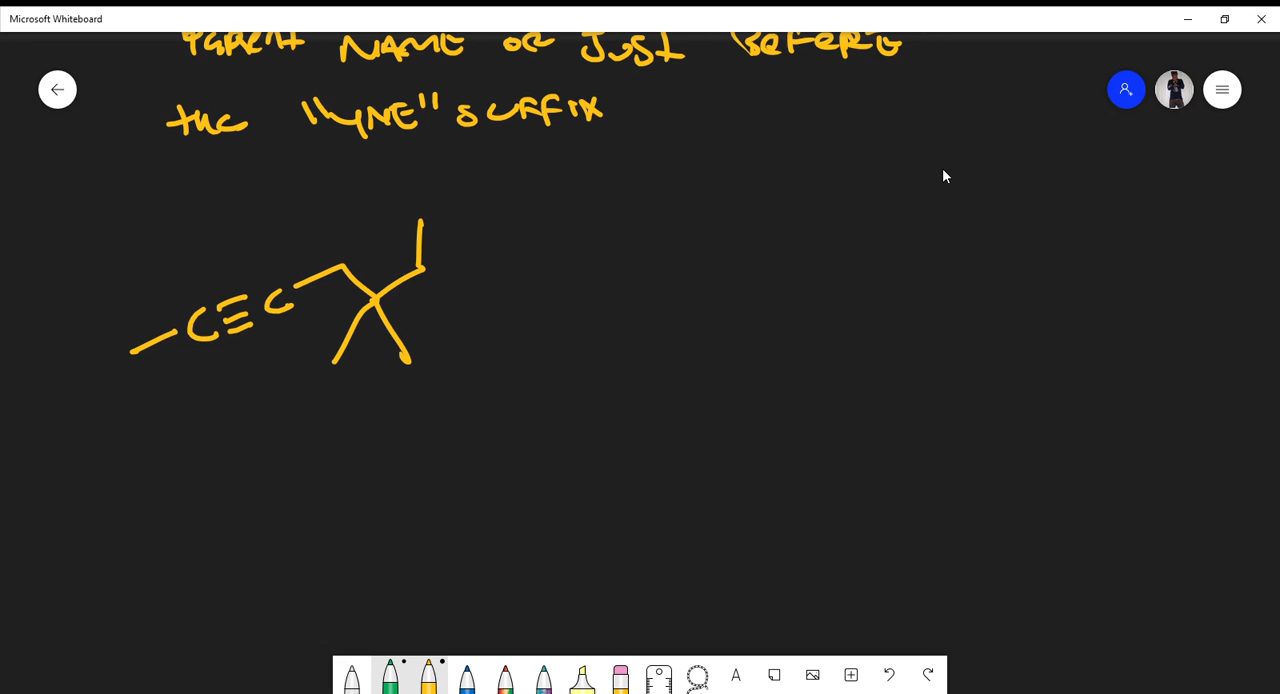 Microsoft Whiteboard
PARENT NAME OR JUST BEFORE
the "YNE" SUFFIX
C≡C
A